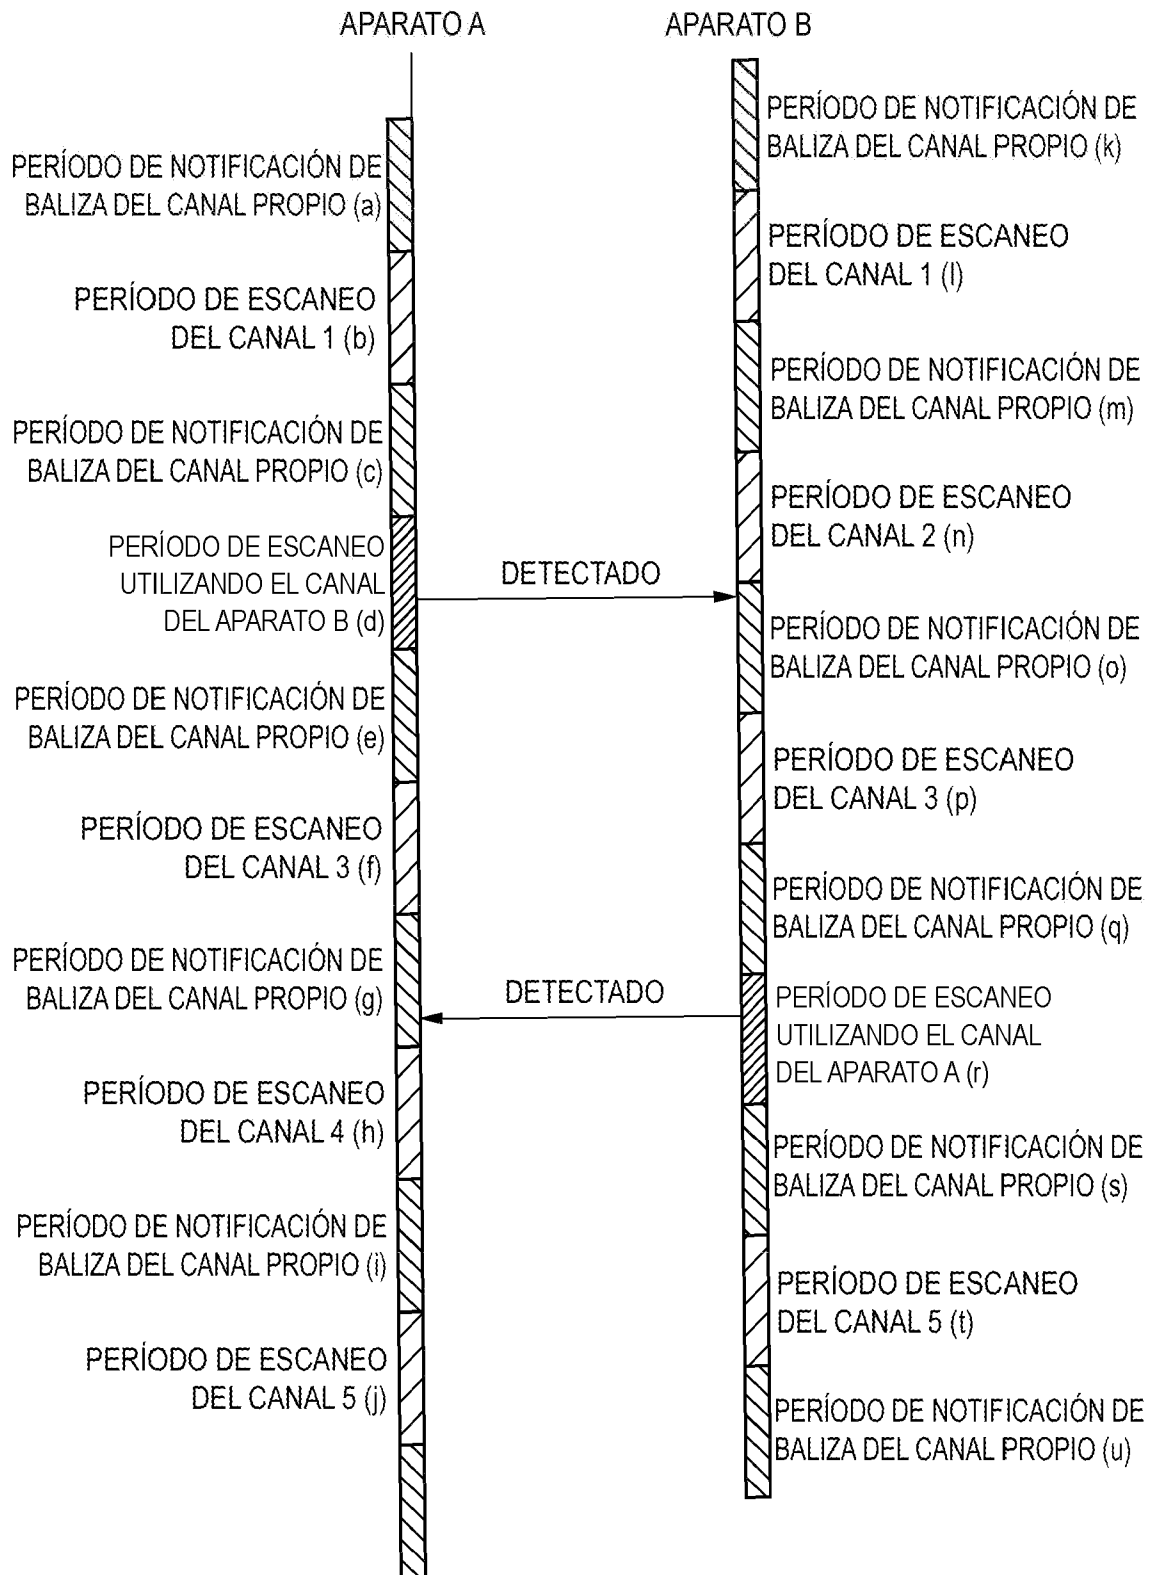 APARATO A
APARATO B
PERÍODO DE NOTIFICACIÓN DE
BALIZA DEL CANAL PROPIO (a)
PERÍODO DE ESCANEO
DEL CANAL 1 (b)
PERÍODO DE NOTIFICACIÓN DE
BALIZA DEL CANAL PROPIO (c)
PERÍODO DE ESCANEO
UTILIZANDO EL CANAL
DEL APARATO B (d)
PERÍODO DE NOTIFICACIÓN DE
BALIZA DEL CANAL PROPIO (e)
PERÍODO DE ESCANEO
DEL CANAL 3 (f)
PERÍODO DE NOTIFICACIÓN DE
BALIZA DEL CANAL PROPIO (g)
PERÍODO DE ESCANEO
DEL CANAL 4 (h)
PERÍODO DE NOTIFICACIÓN DE
BALIZA DEL CANAL PROPIO (i)
PERÍODO DE ESCANEO
DEL CANAL 5 (j)
DETECTADO
DETECTADO
PERÍODO DE NOTIFICACIÓN DE
BALIZA DEL CANAL PROPIO (k)
PERÍODO DE ESCANEO
DEL CANAL 1 (l)
PERÍODO DE NOTIFICACIÓN DE
BALIZA DEL CANAL PROPIO (m)
PERÍODO DE ESCANEO
DEL CANAL 2 (n)
PERÍODO DE NOTIFICACIÓN DE
BALIZA DEL CANAL PROPIO (o)
PERÍODO DE ESCANEO
DEL CANAL 3 (p)
PERÍODO DE NOTIFICACIÓN DE
BALIZA DEL CANAL PROPIO (q)
PERÍODO DE ESCANEO
UTILIZANDO EL CANAL
DEL APARATO A (r)
PERÍODO DE NOTIFICACIÓN DE
BALIZA DEL CANAL PROPIO (s)
PERÍODO DE ESCANEO
DEL CANAL 5 (t)
PERÍODO DE NOTIFICACIÓN DE
BALIZA DEL CANAL PROPIO (u)